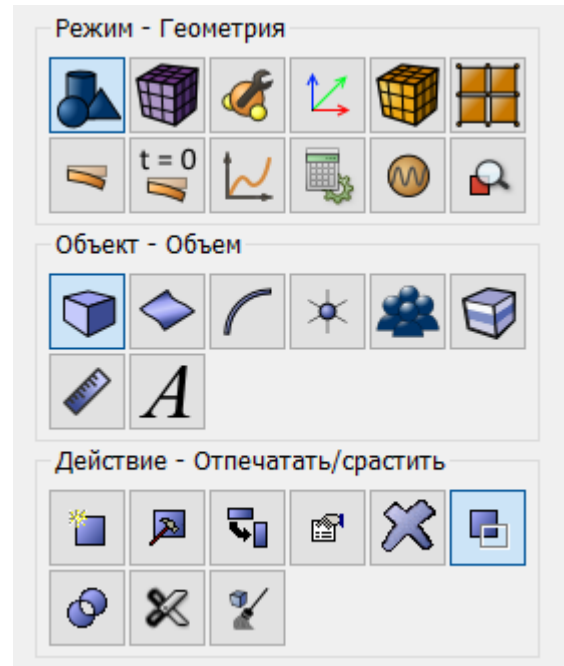 Режим - Геометрия
t = 0
Объект - Объем
A
Действие - Отпечатать/срастить